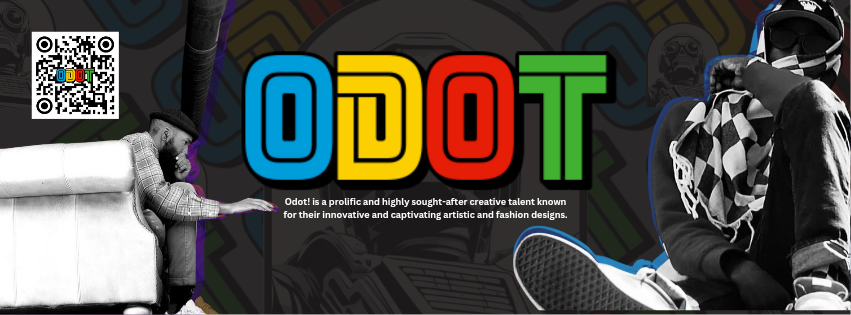 ODOT
ODOT
Odot! is a prolific and highly sought-after creative talent known
for their innovative and captivating artistic and fashion designs.